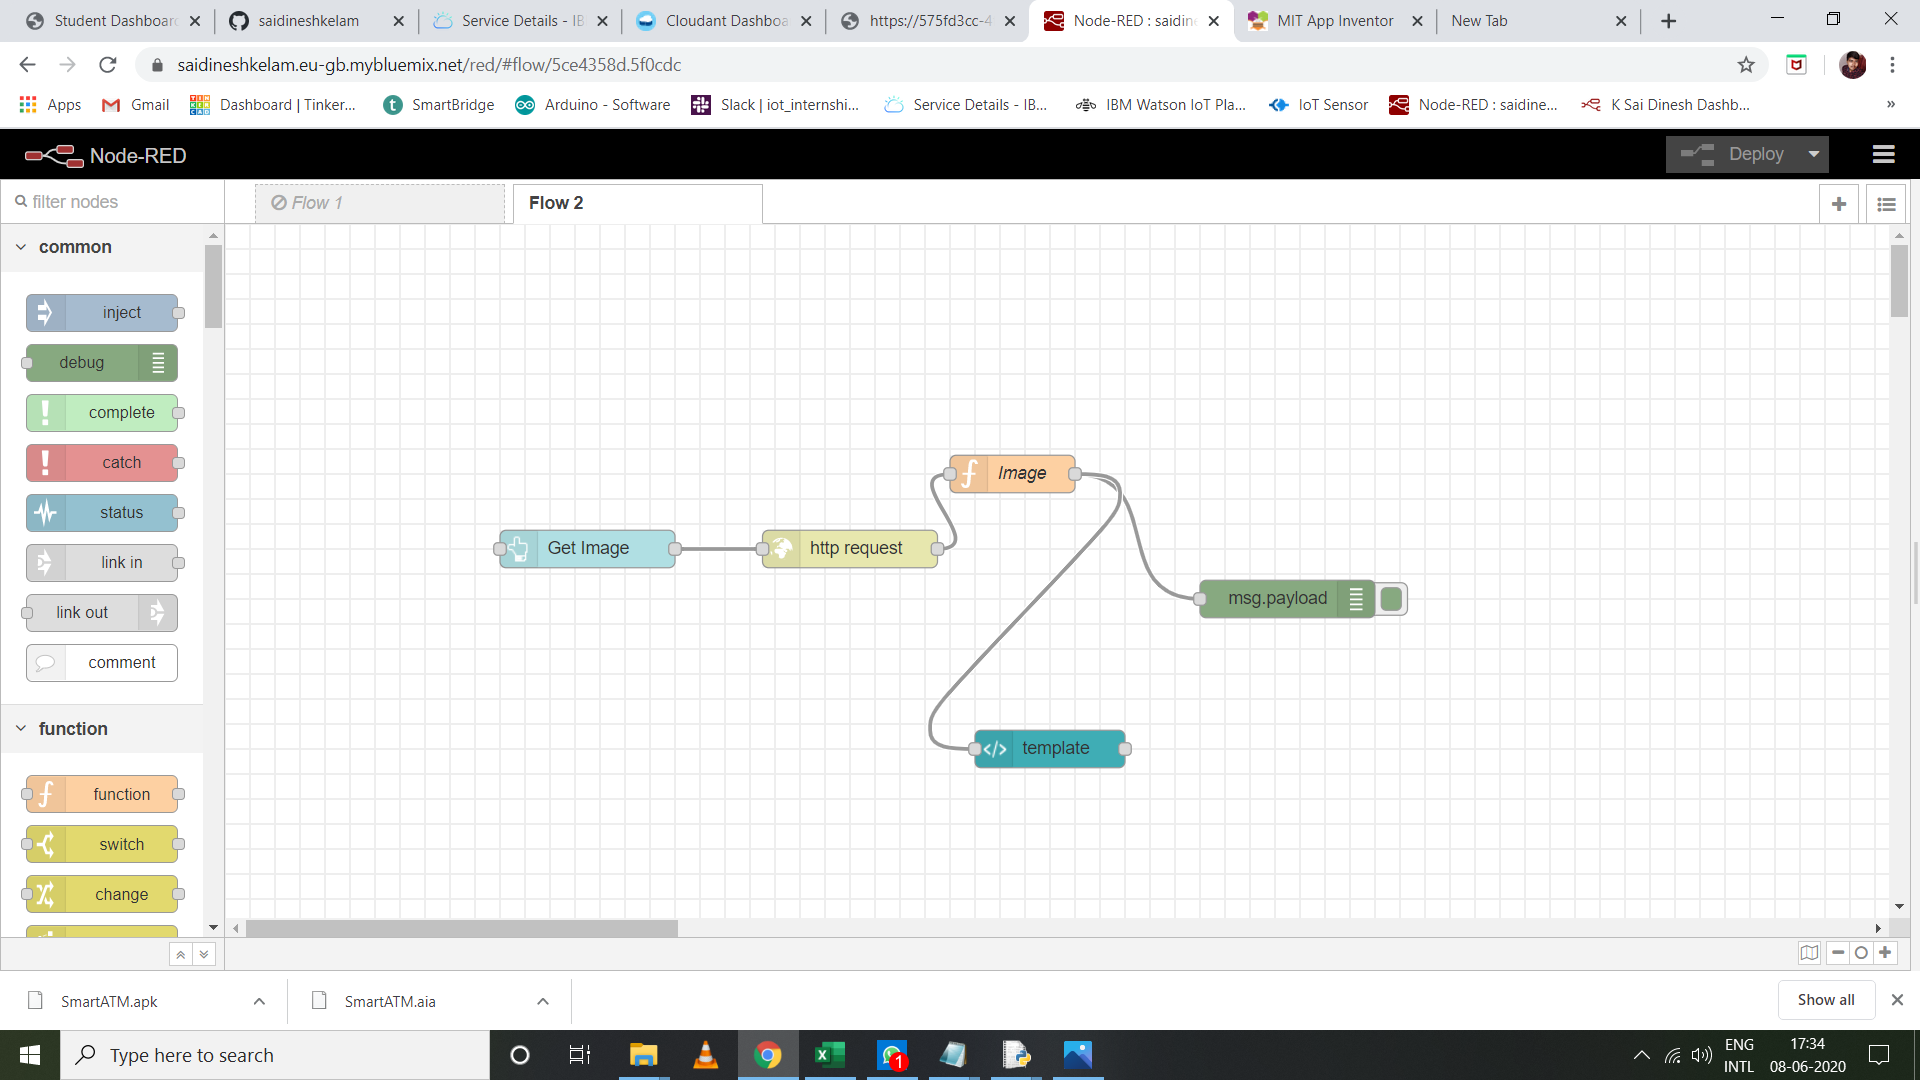 Student Dashboard
saidineshkelam
Service Details - IB
Cloudant Dashboa
https://575fd3cc-4
Node-RED : saidine
MIT App Inventor
New Tab
saidineshkelam.eu-gb.mybluemix.net/red/#flow/5ce4358d.5f0cdc
Apps
Gmail
Dashboard | Tinker...
SmartBridge
Arduino - Software
Slack | iot_internshi...
Service Details - IB...
IBM Watson IoT Pla...
IoT Sensor
Node-RED : saidine...
K Sai Dinesh Dashb...
»
Node-RED
Deploy
filter nodes
Flow 1
Flow 2
common
inject
debug
complete
catch
status
link in
link out
comment
function
function
switch
change
Image
Get Image
http request
msg.payload
template
SmartATM.apk
SmartATM.aia
Show all
Type here to search
1
ENG
INTL
17:34
08-06-2020